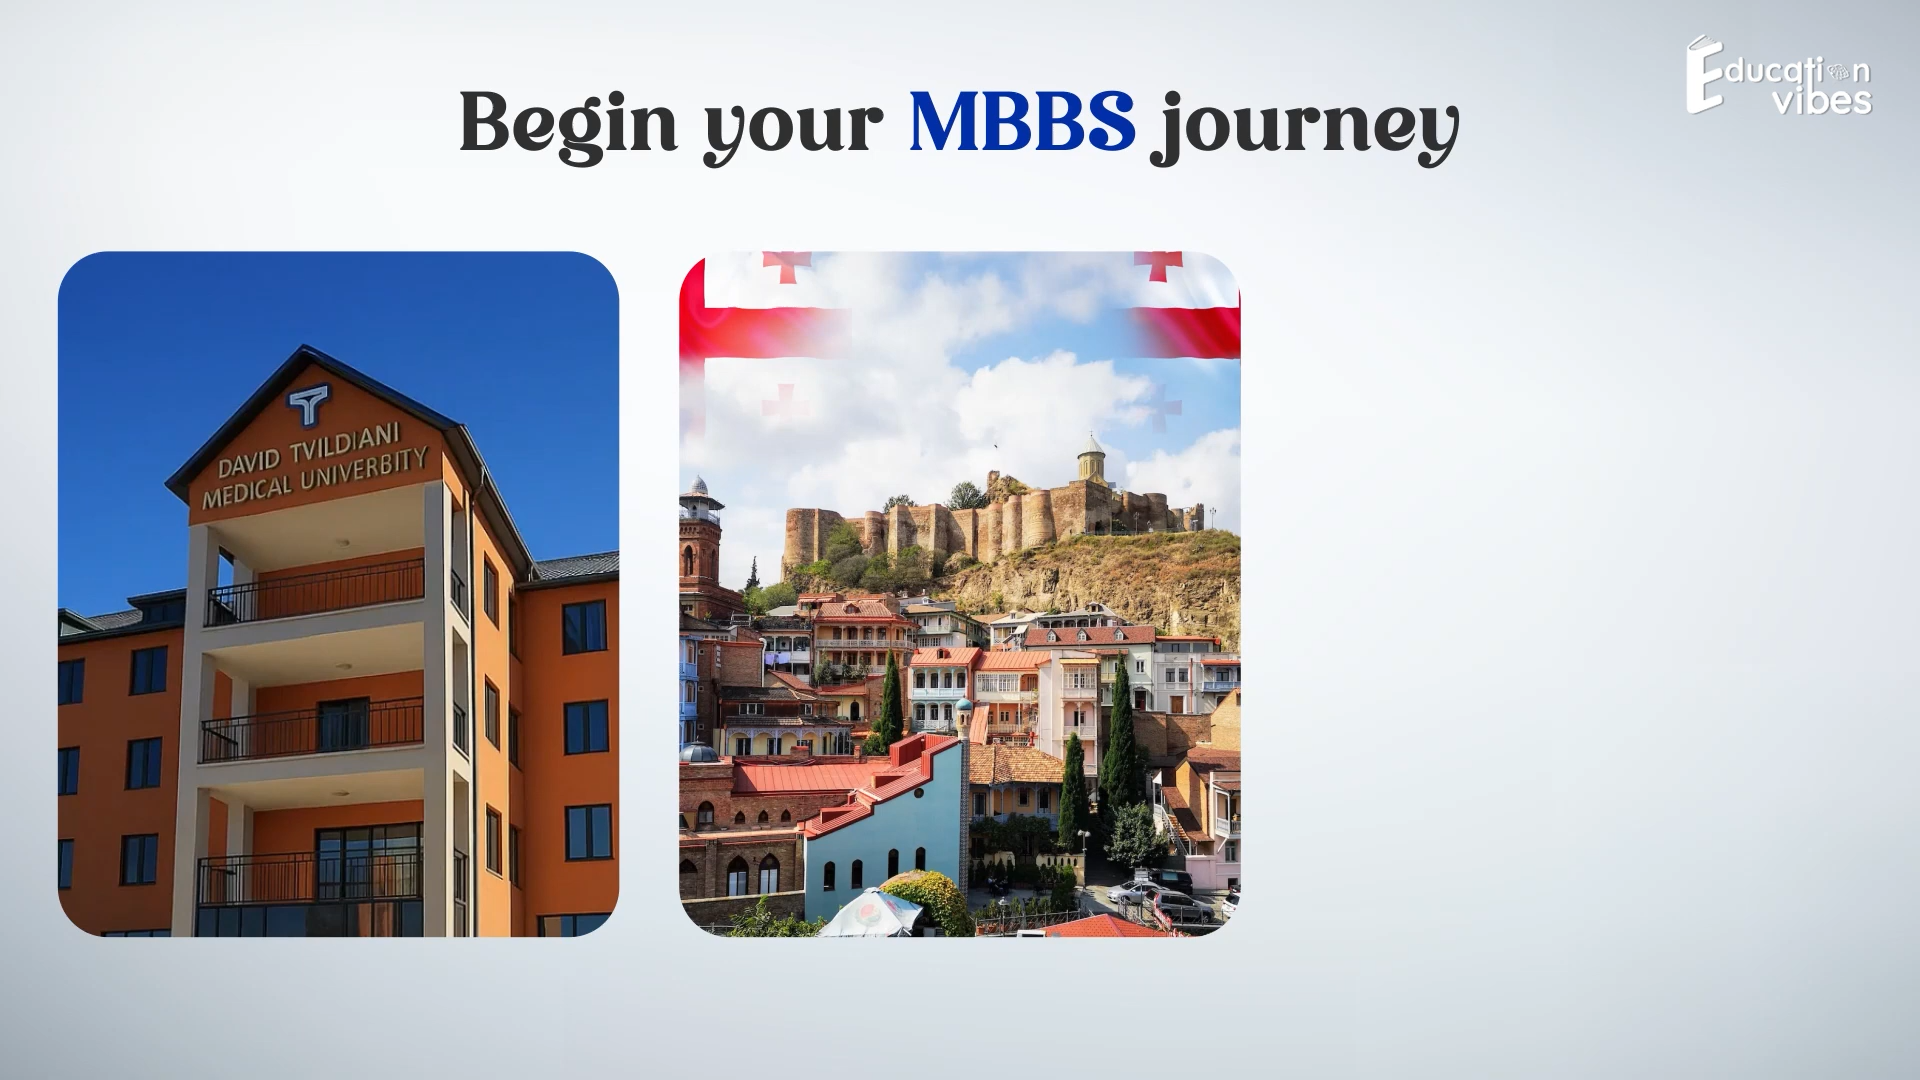 Begin your MBBS journey
Education
vibes
DAVID TVILDIANI
MEDICAL UNIVERBITY